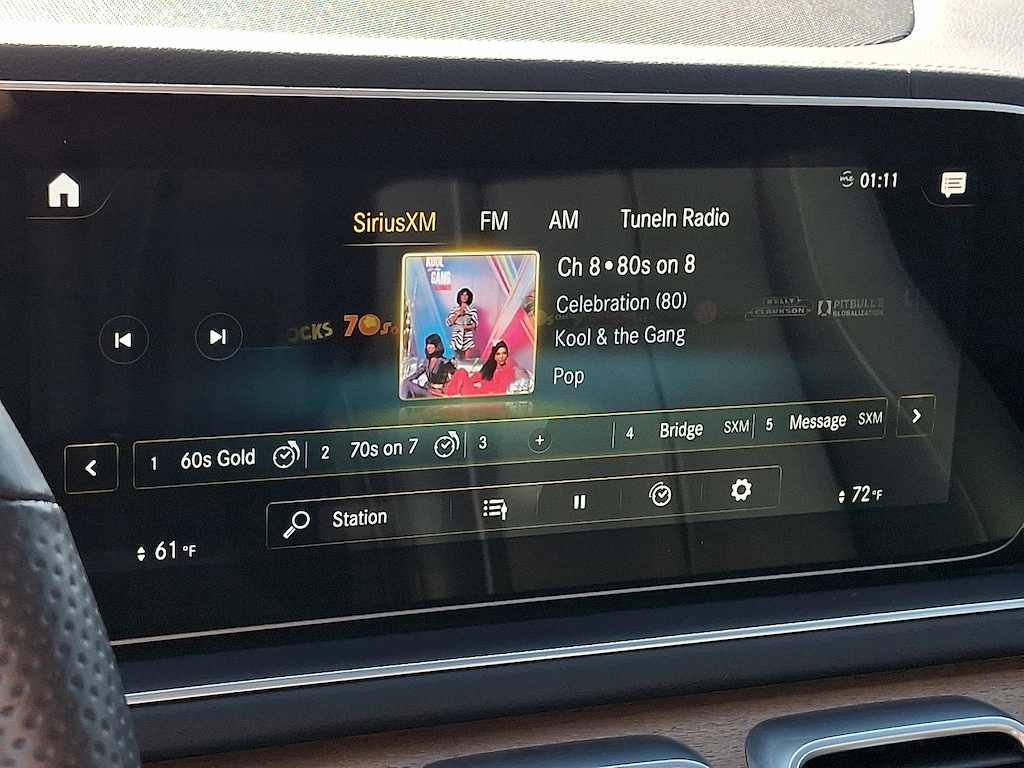 me 01:11
SiriusXM FM AM TuneIn Radio
KOOL
& the
GANG
Ch 8•80s on 8
Celebration (80)
Kool & the Gang
Pop
OCKS 70s
KELLY
CLARKSON
PITBULL'S
GLOBALIZATION
1 60s Gold 2 70s on 7 3 + 4 Bridge SXM 5 Message SXM
Station
61 °F
72 °F